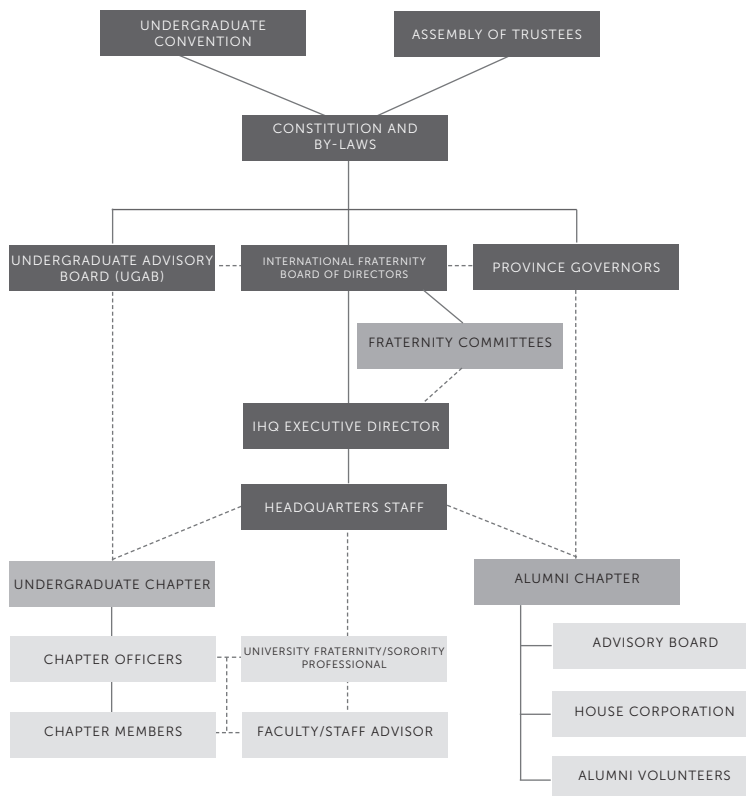 UNDERGRADUATE
CONVENTION
ASSEMBLY OF TRUSTEES
CONSTITUTION AND
BY-LAWS
UNDERGRADUATE ADVISORY
BOARD (UGAB)
INTERNATIONAL FRATERNITY
BOARD OF DIRECTORS
PROVINCE GOVERNORS
FRATERNITY COMMITTEES
IHQ EXECUTIVE DIRECTOR
HEADQUARTERS STAFF
UNDERGRADUATE CHAPTER
ALUMNI CHAPTER
CHAPTER OFFICERS
UNIVERSITY FRATERNITY/SORORITY
PROFESSIONAL
ADVISORY BOARD
HOUSE CORPORATION
CHAPTER MEMBERS
FACULTY/STAFF ADVISOR
ALUMNI VOLUNTEERS